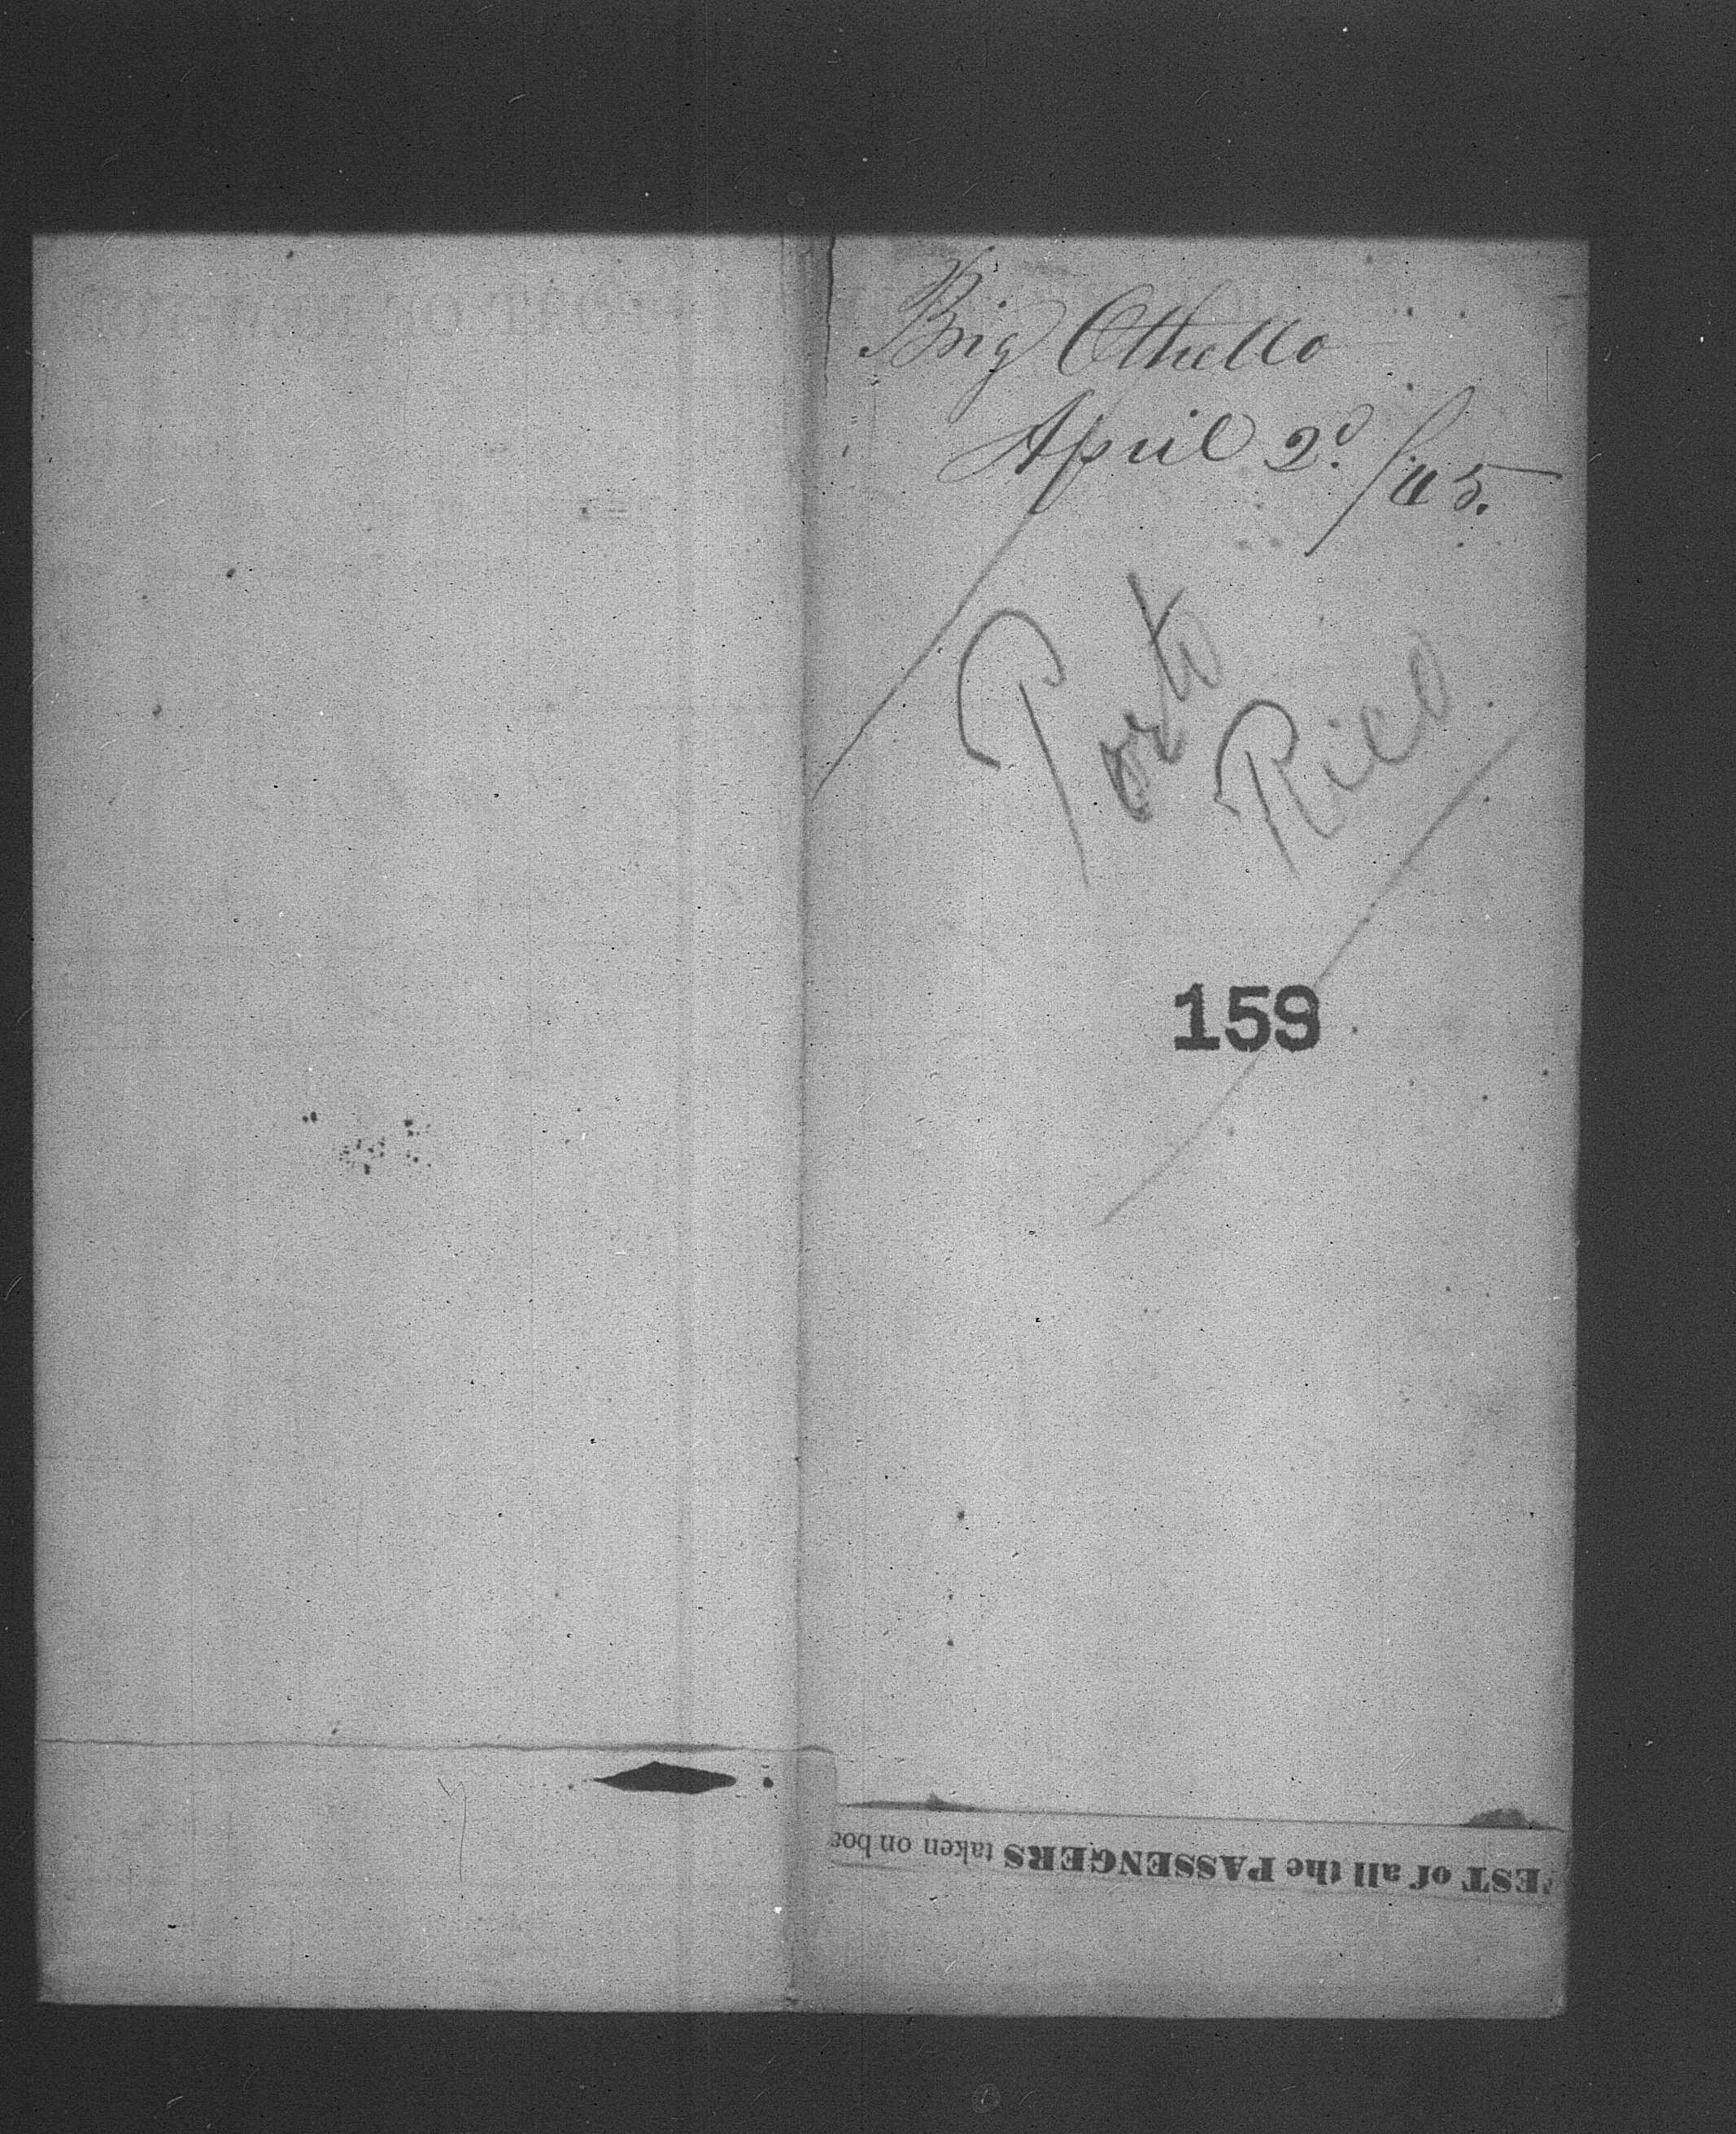 Brig Othello
April 2d /45.
Porto
Rico
159
EST of all the PASSENGERS taken on boa